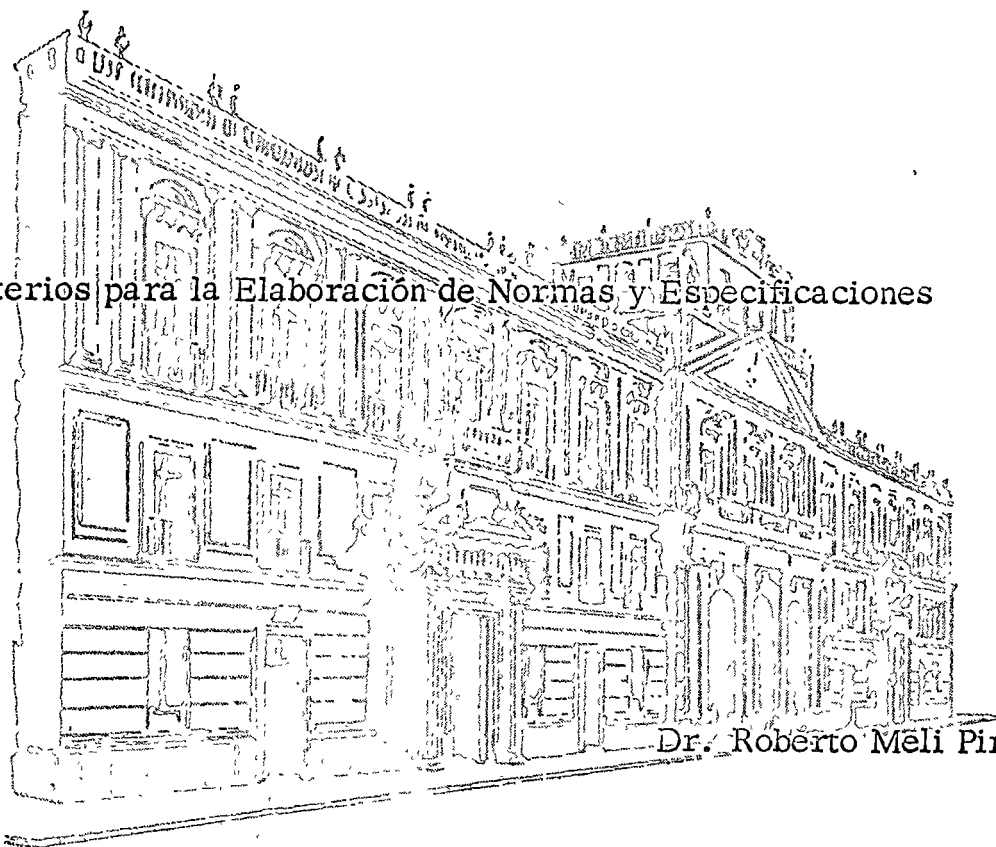 terios para la Elaboración de Normas y Especificaciones
Dr. Roberto Meli Pir